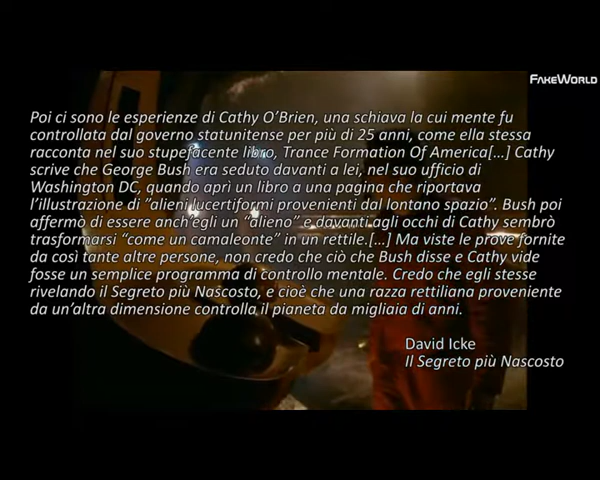 FAKEWORLD
Poi ci sono le esperienze di Cathy O'Brien, una schiava la cui mente fu
controllata dal governo statunitense per più di 25 anni, come ella stessa
racconta nel suo stupefacente libro, Trance Formation Of America[...] Cathy
scrive che George Bush era seduto davanti a lei, nel suo ufficio di
Washington DC, quando aprì un libro a una pagina che riportava
l'illustrazione di "alieni lucertiformi provenienti dal lontano spazio". Bush poi
affermò di essere anch'egli un "alieno" e davanti agli occhi di Cathy sembrò
trasformarsi "come un camaleonte" in un rettile.[...] Ma viste le prove fornite
da così tante altre persone, non credo che ciò che Bush disse e Cathy vide
fosse un semplice programma di controllo mentale. Credo che egli stesse
rivelando il Segreto più Nascosto, e cioè che una razza rettiliana proveniente
da un'altra dimensione controlla il pianeta da migliaia di anni.
David Icke
Il Segreto più Nascosto